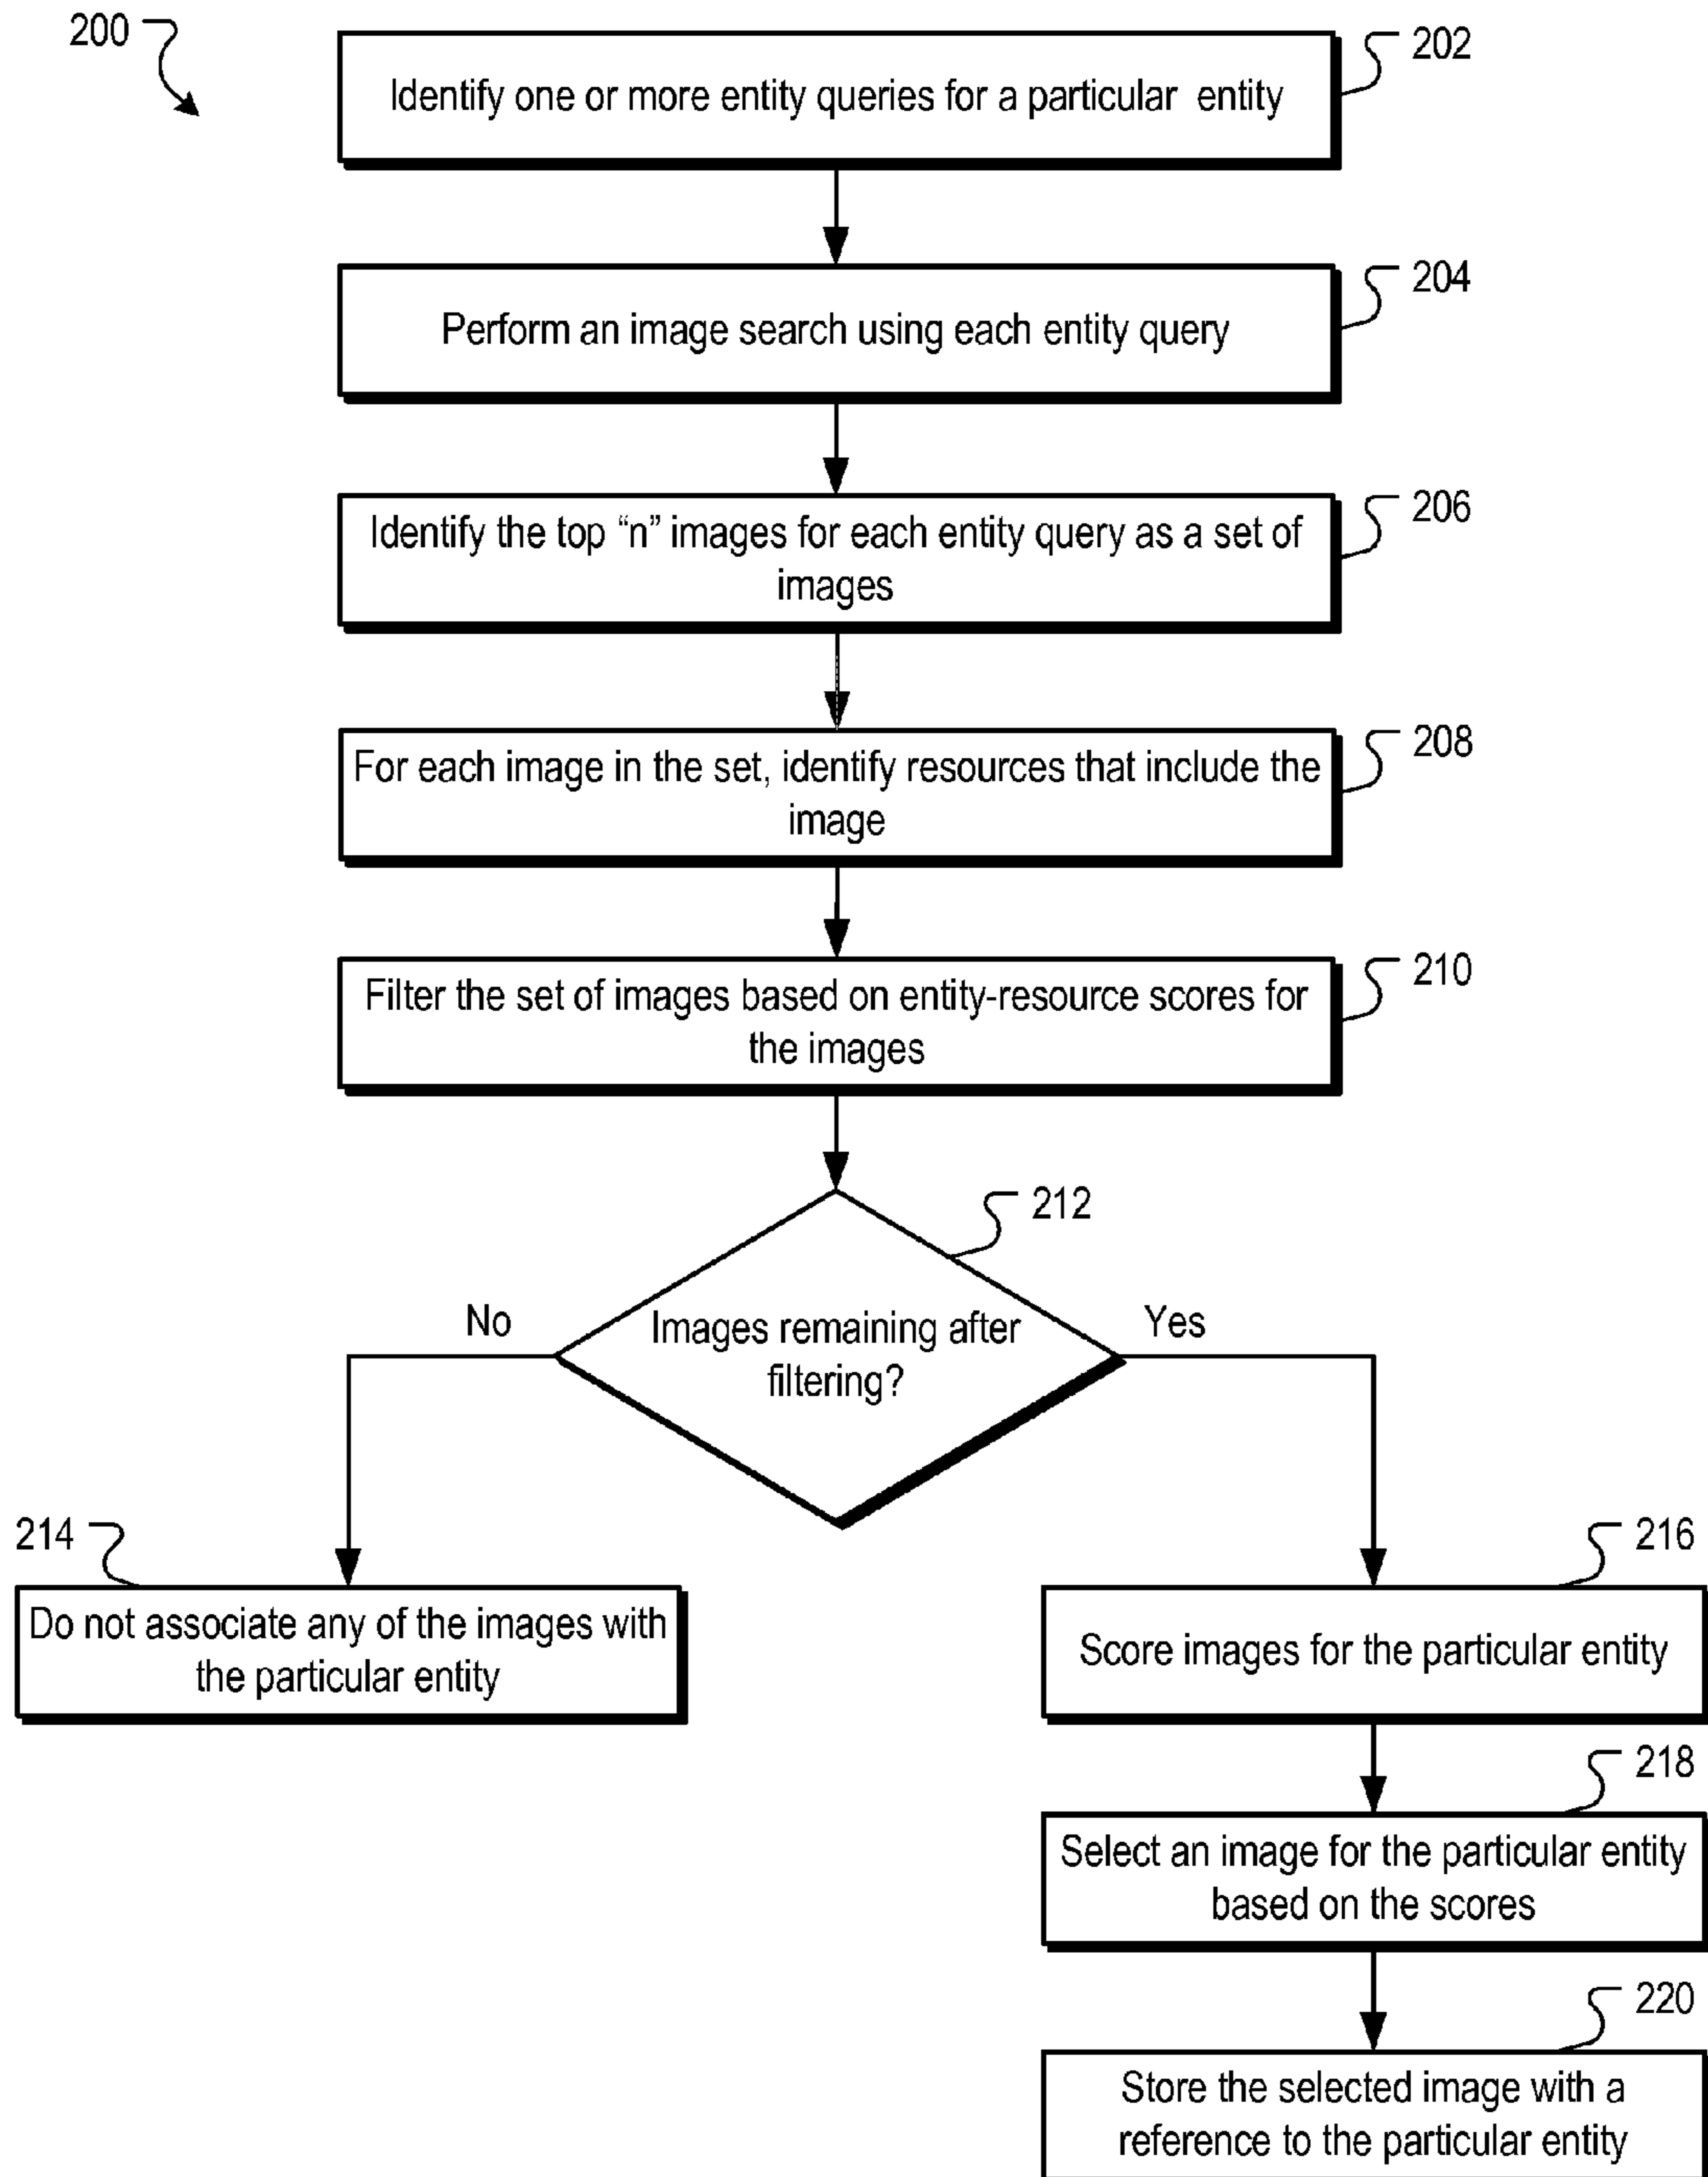 200
202
Identify one or more entity queries for a particular entity
204
Perform an image search using each entity query
206
Identify the top “n” images for each entity query as a set of
images
208
For each image in the set, identify resources that include the
image
210
Filter the set of images based on entity-resource scores for
the images
212
Images remaining after
filtering?
No
Yes
214
Do not associate any of the images with
the particular entity
216
Score images for the particular entity
218
Select an image for the particular entity
based on the scores
220
Store the selected image with a
reference to the particular entity